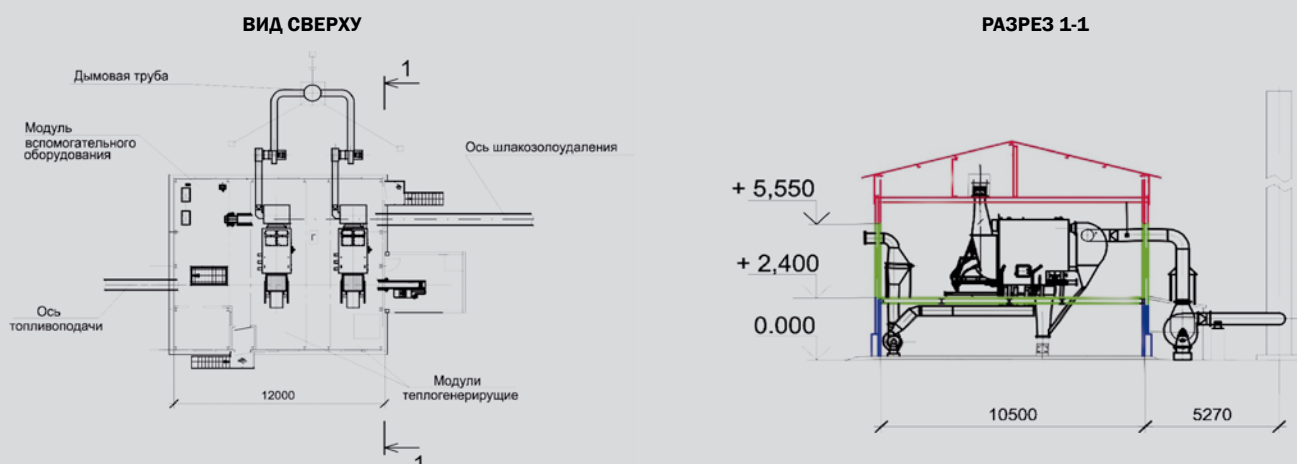 ВИД СВЕРХУ
РАЗРЕЗ 1-1
Дымовая труба
1
Модуль
вспомогательного
оборудования
Ось шлакозолоудаления
Г
Ось
топливоподачи
Модули
теплогенерирущие
12000
1
+ 5,550
+ 2,400
0.000
10500
5270